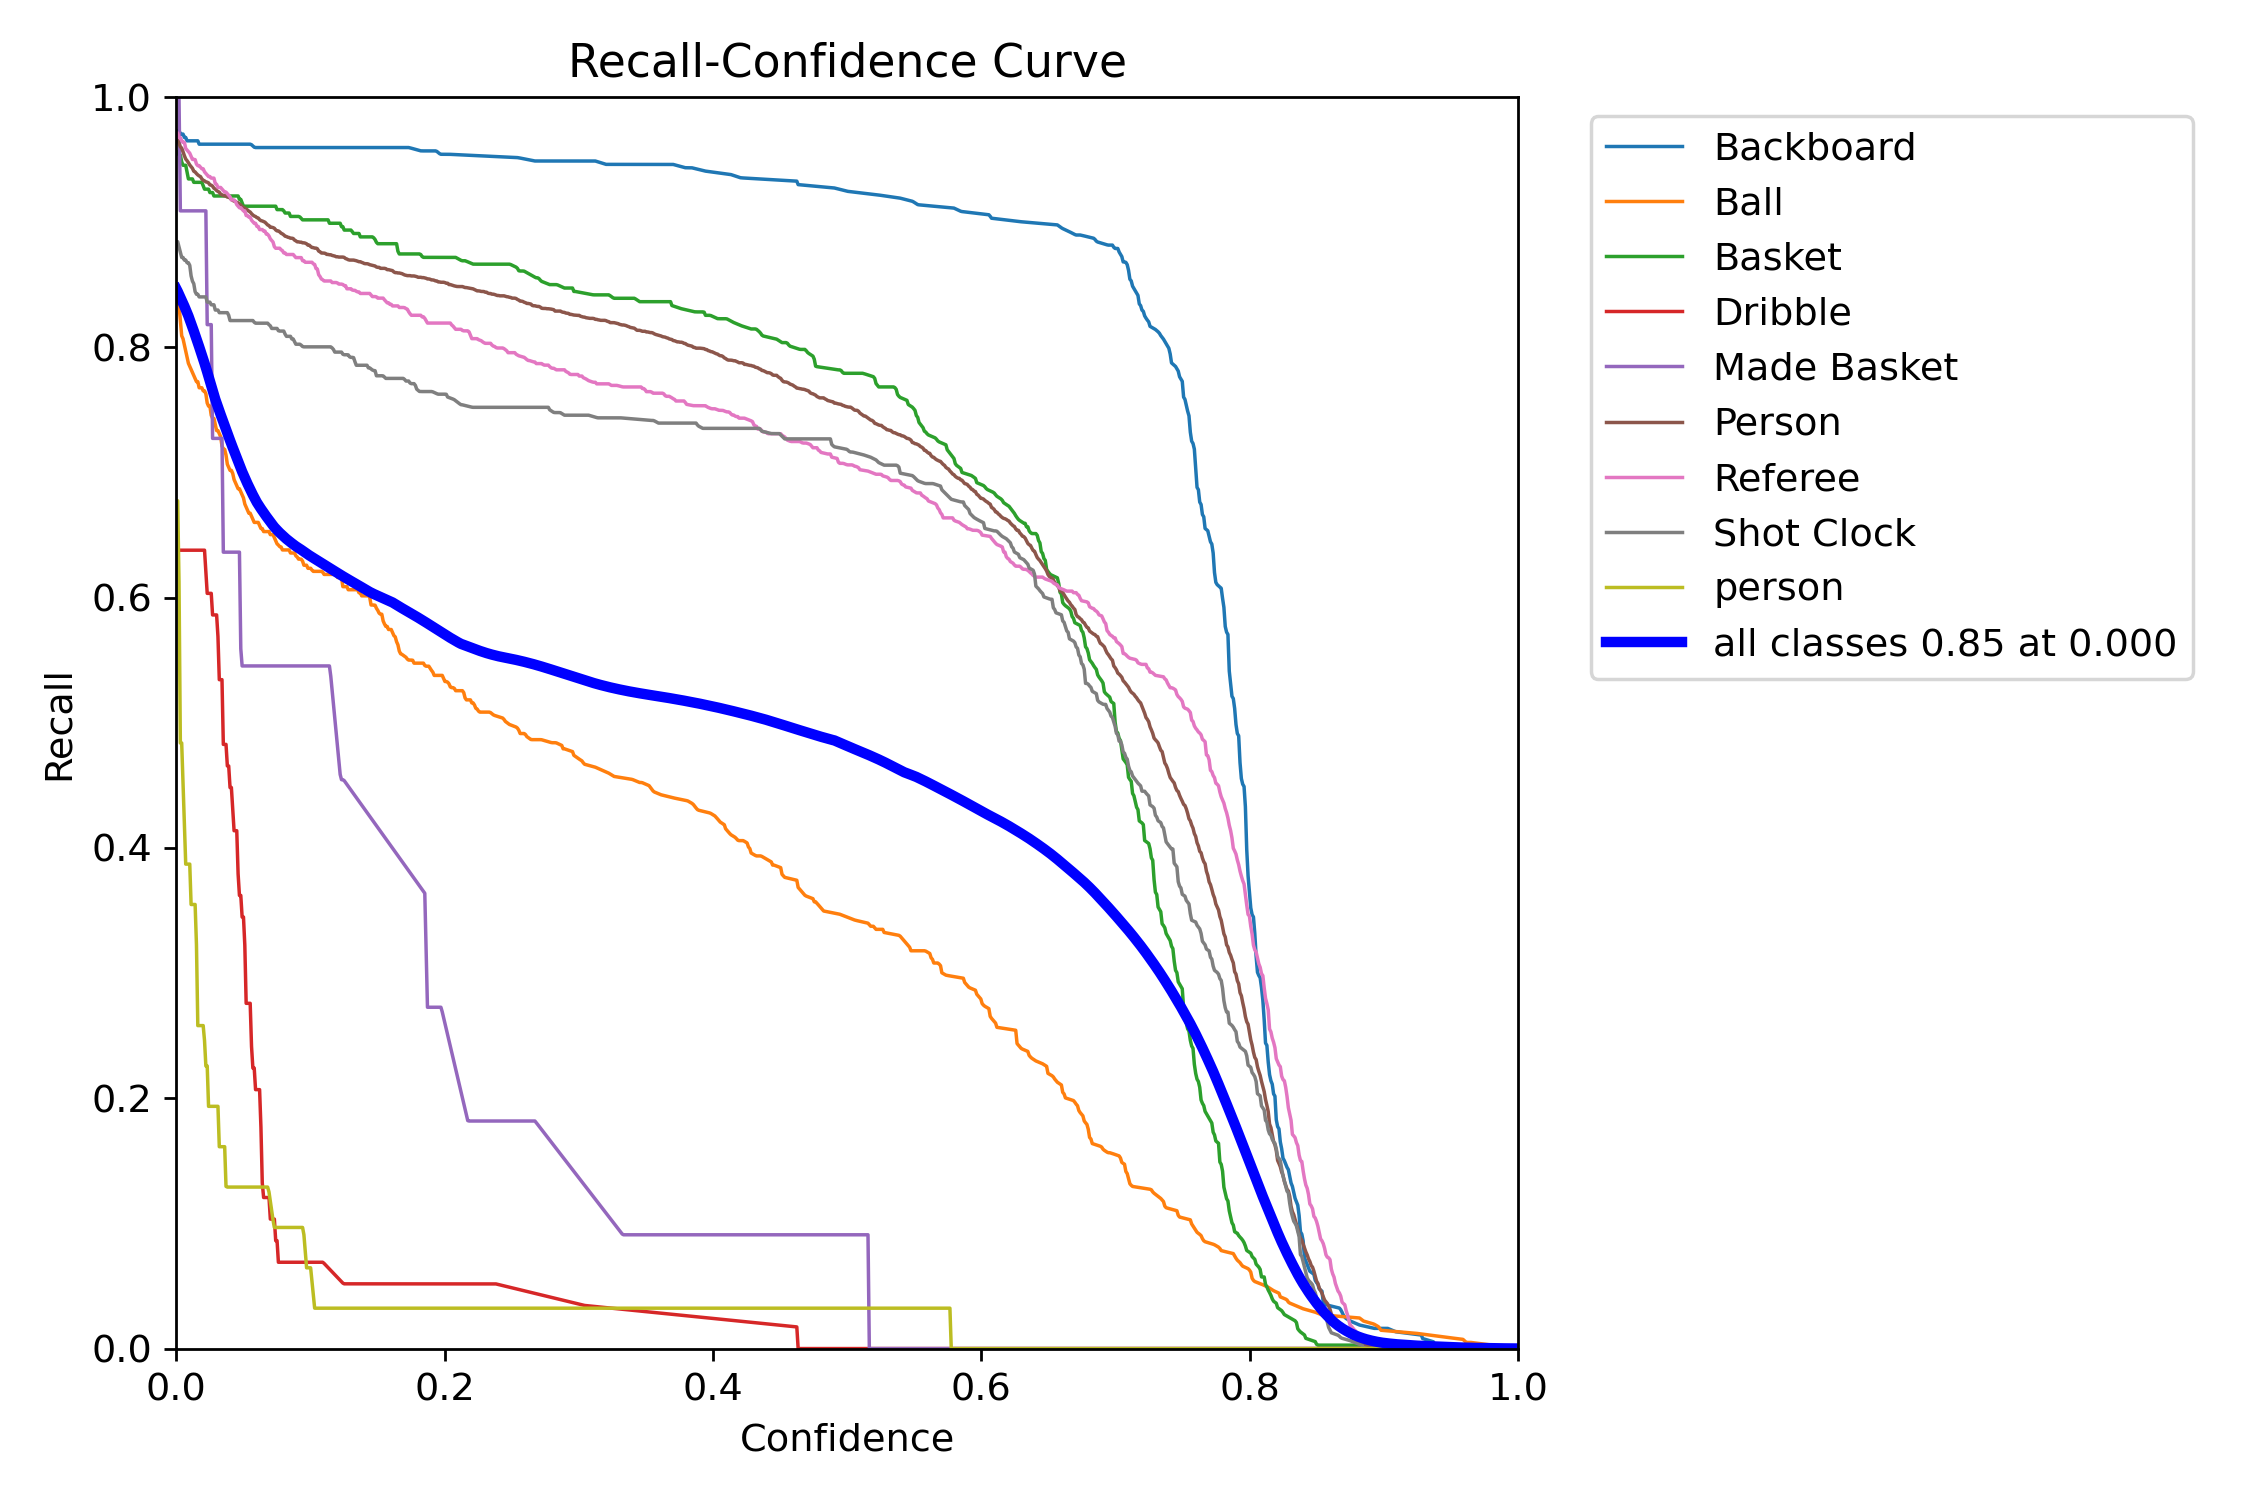 Recall-Confidence Curve
1.0
0.8
0.6
0.4
0.2
0.0
Recall
0.0 0.2 0.4 0.6 0.8 1.0
Confidence
Backboard
Ball
Basket
Dribble
Made Basket
Person
Referee
Shot Clock
person
all classes 0.85 at 0.000